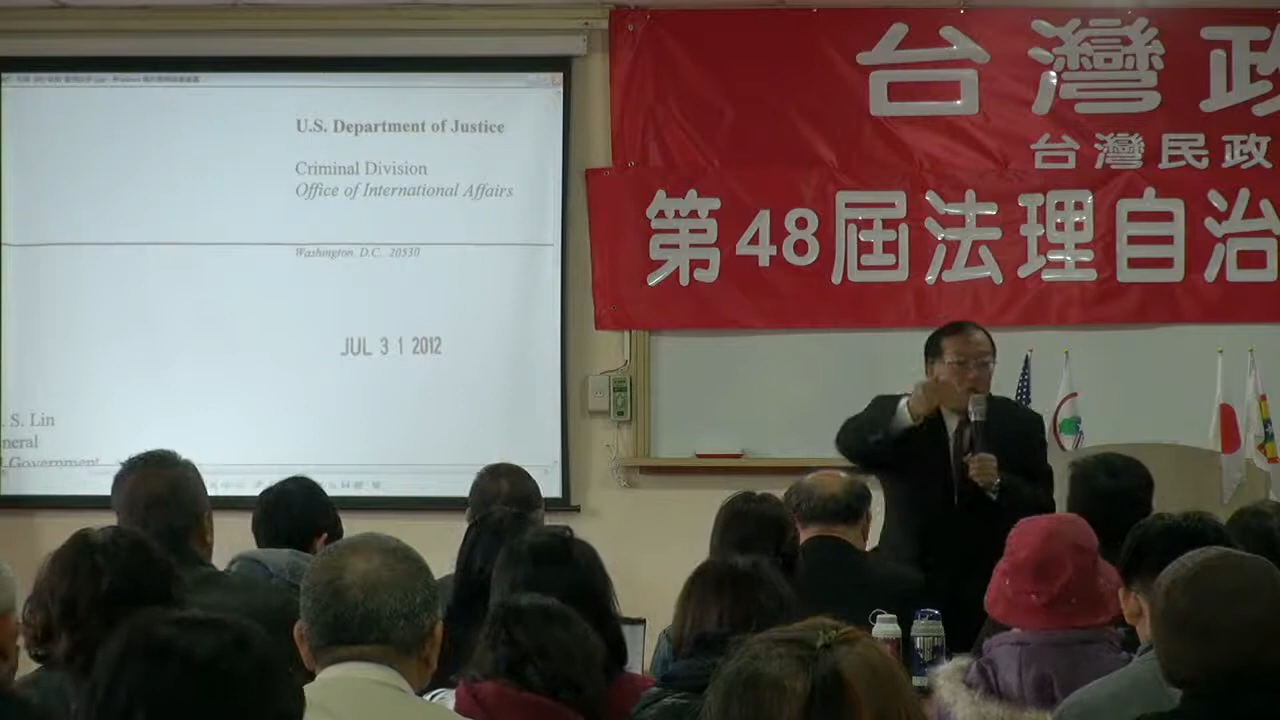 U.S. Department of Justice
Criminal Division
Office of International Affairs
Washington, D.C. 20530
JUL 3 1 2012
. S. Lin
neral
l Government
台灣政
台灣民政
第48屆法理自治